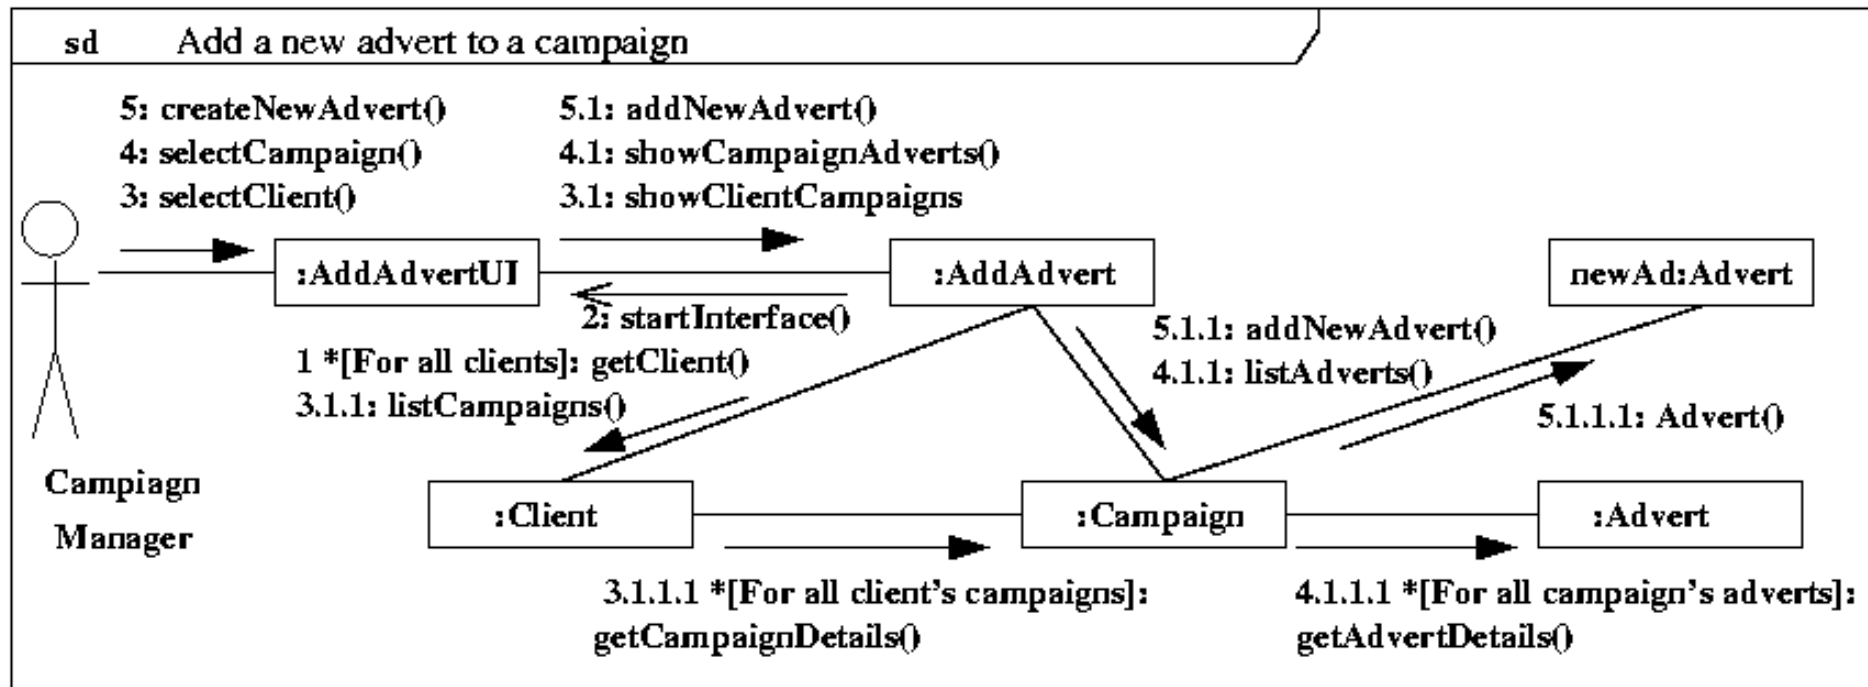 sd Add a new advert to a campaign
5: createNewAdvert()
4: selectCampaign()
3: selectClient()
5.1: addNewAdvert()
4.1: showCampaignAdverts()
3.1: showClientCampaigns
:AddAdvertUI
:AddAdvert
newAd:Advert
2: startInterface()
1 *[For all clients]: getClient()
3.1.1: listCampaigns()
5.1.1: addNewAdvert()
4.1.1: listAdverts()
5.1.1.1: Advert()
Campiagn
Manager
:Client
:Campaign
:Advert
3.1.1.1 *[For all client's campaigns]:
getCampaignDetails()
4.1.1.1 *[For all campaign's adverts]:
getAdvertDetails()